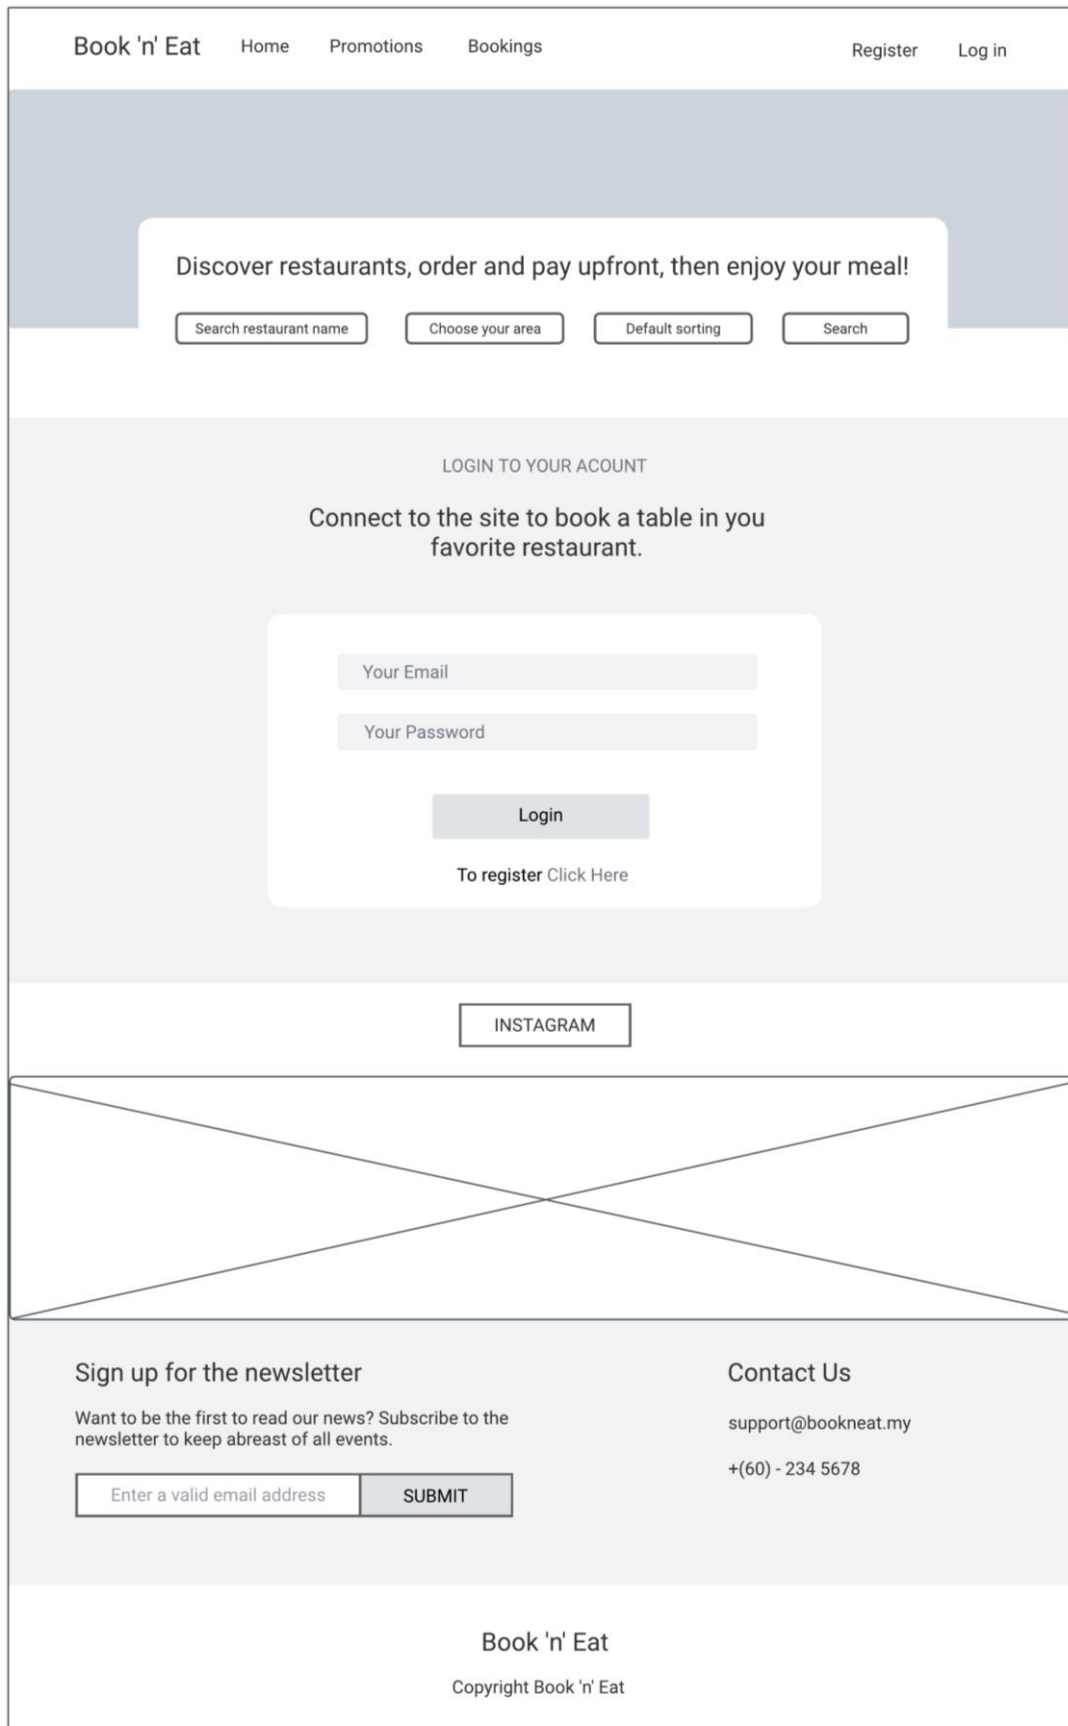 Book 'n' Eat Home Promotions Bookings Register Log in
Discover restaurants, order and pay upfront, then enjoy your meal!
Search restaurant name Choose your area Default sorting Search
LOGIN TO YOUR ACOUNT
Connect to the site to book a table in you
favorite restaurant.
Your Email
Your Password
Login
To register Click Here
INSTAGRAM
Sign up for the newsletter
Want to be the first to read our news? Subscribe to the
newsletter to keep abreast of all events.
Enter a valid email address SUBMIT
Contact Us
support@bookneat.my
+(60) - 234 5678
Book 'n' Eat
Copyright Book 'n' Eat